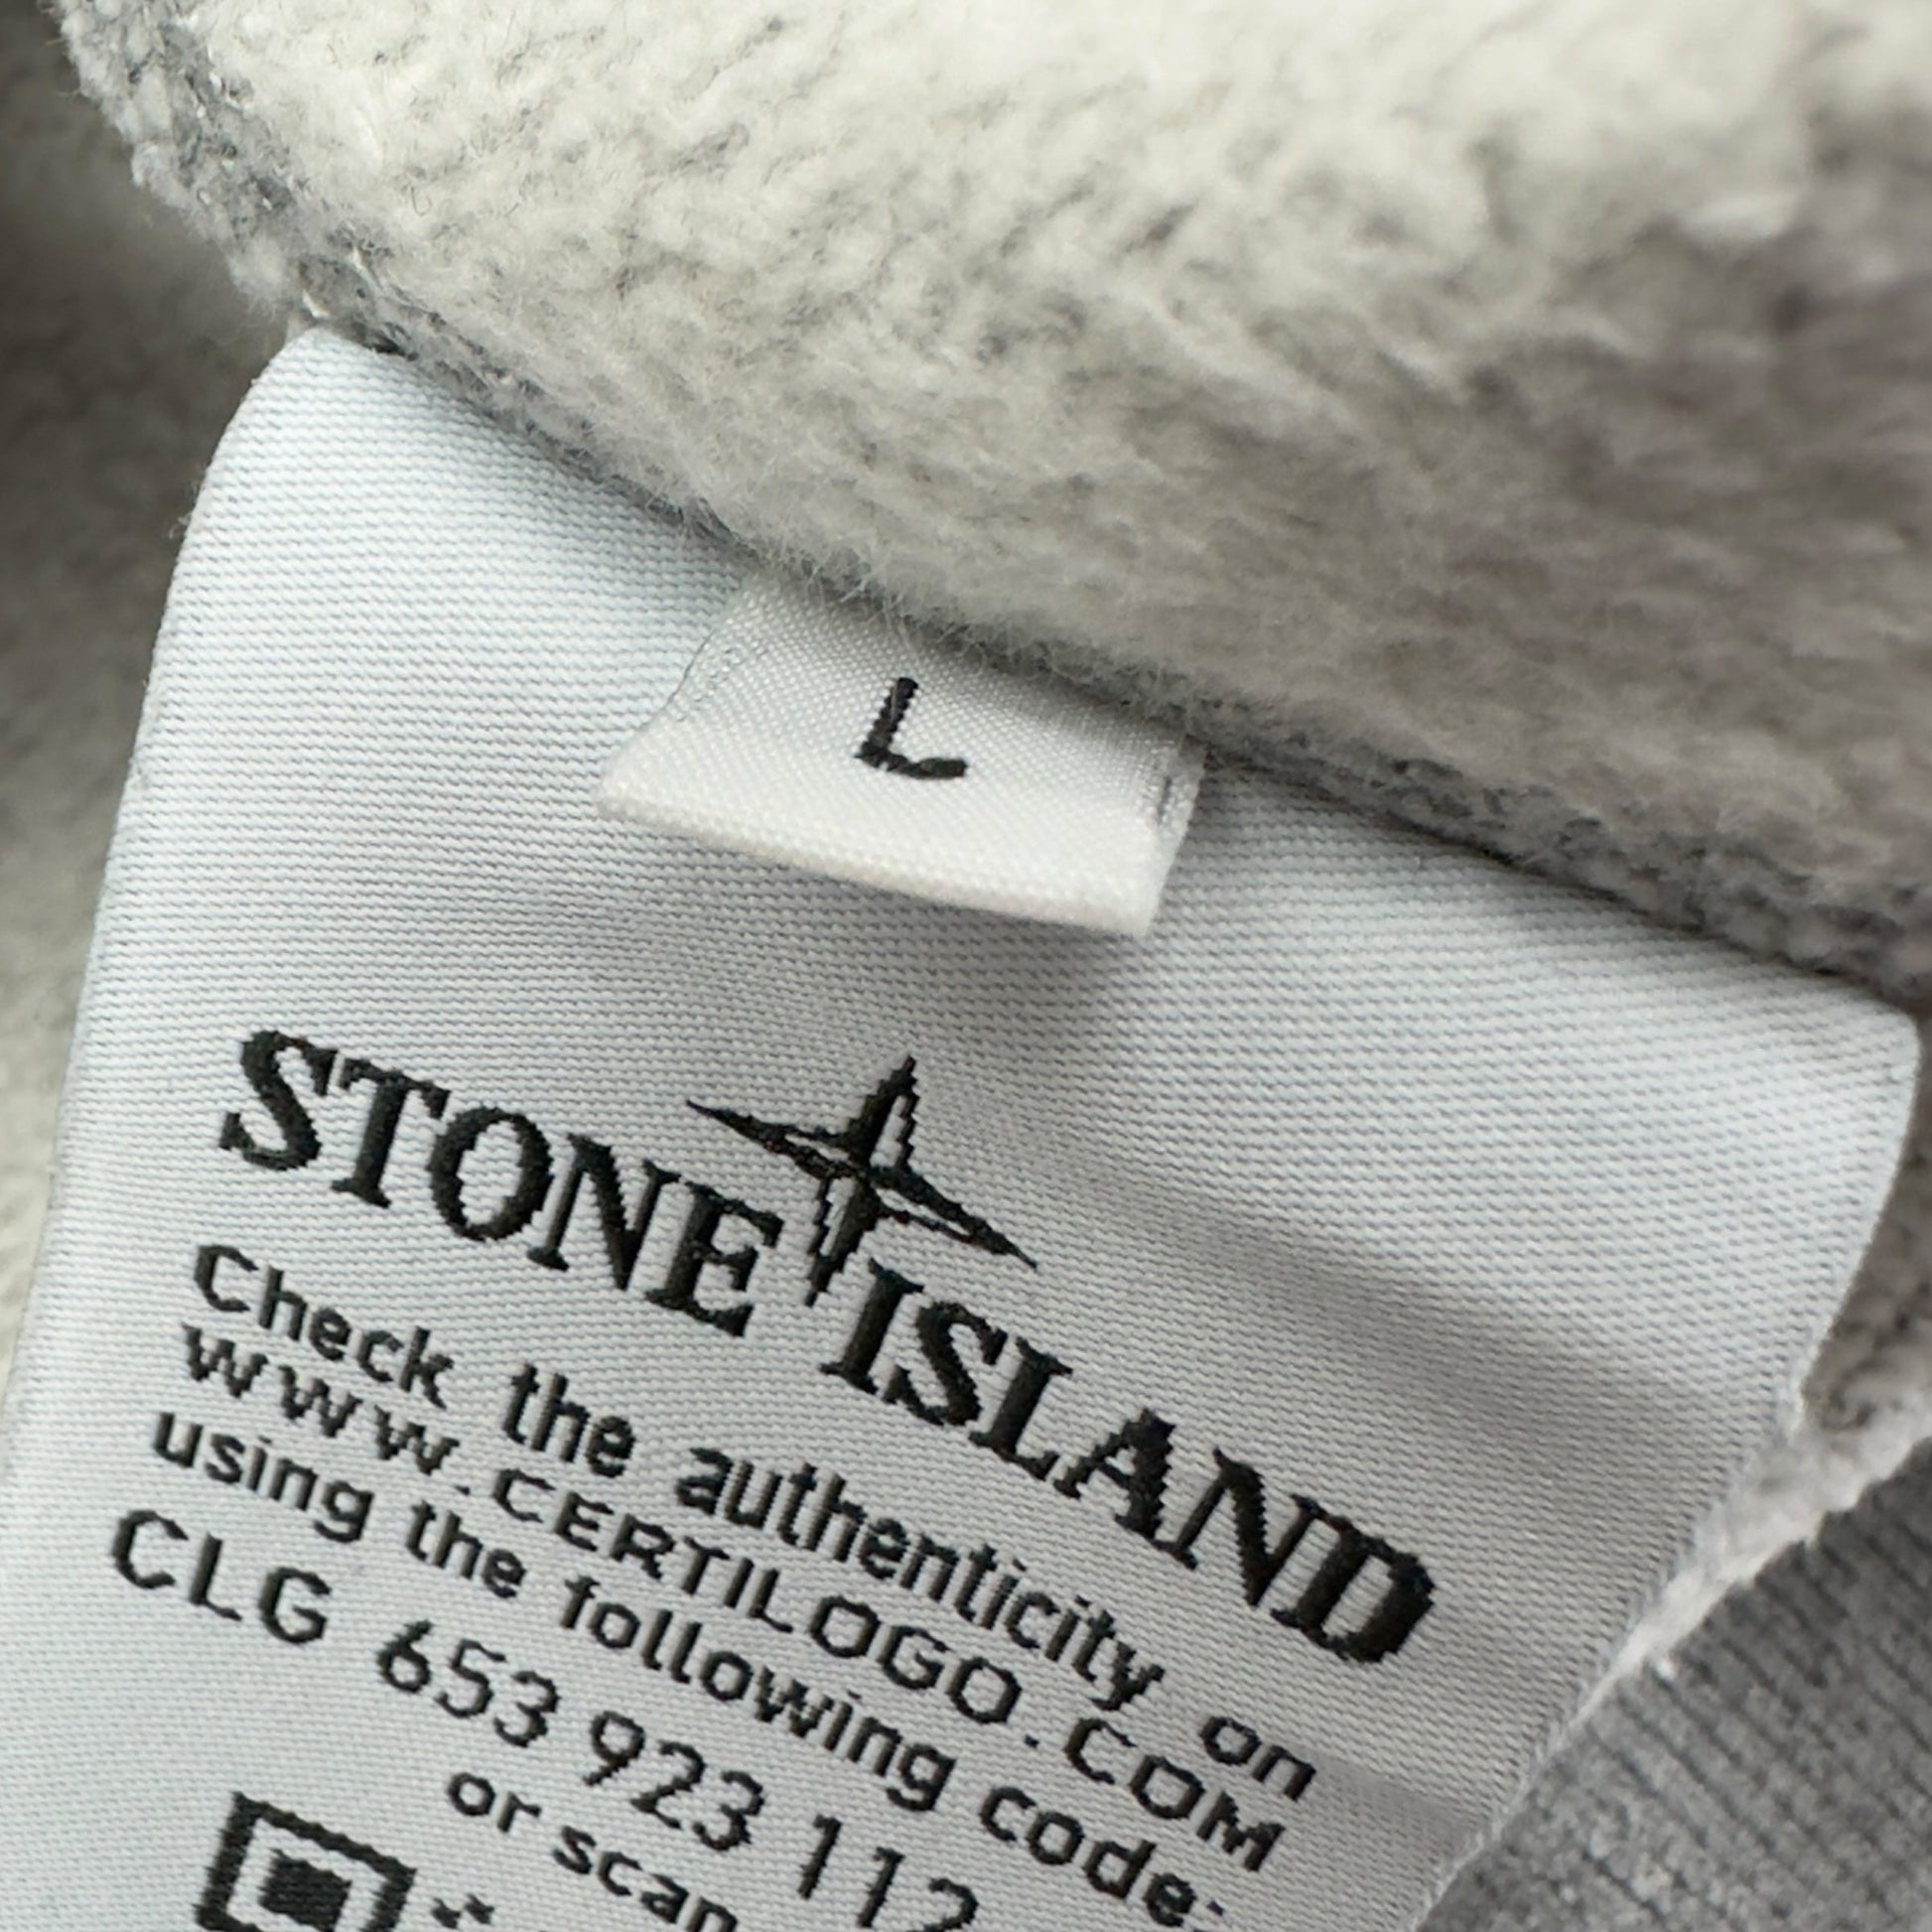 L
STONE ISLAND
Check the authenticity on
WWW.CERTILOGO.COM
using the following code:
CLG 653 923 112
or scan